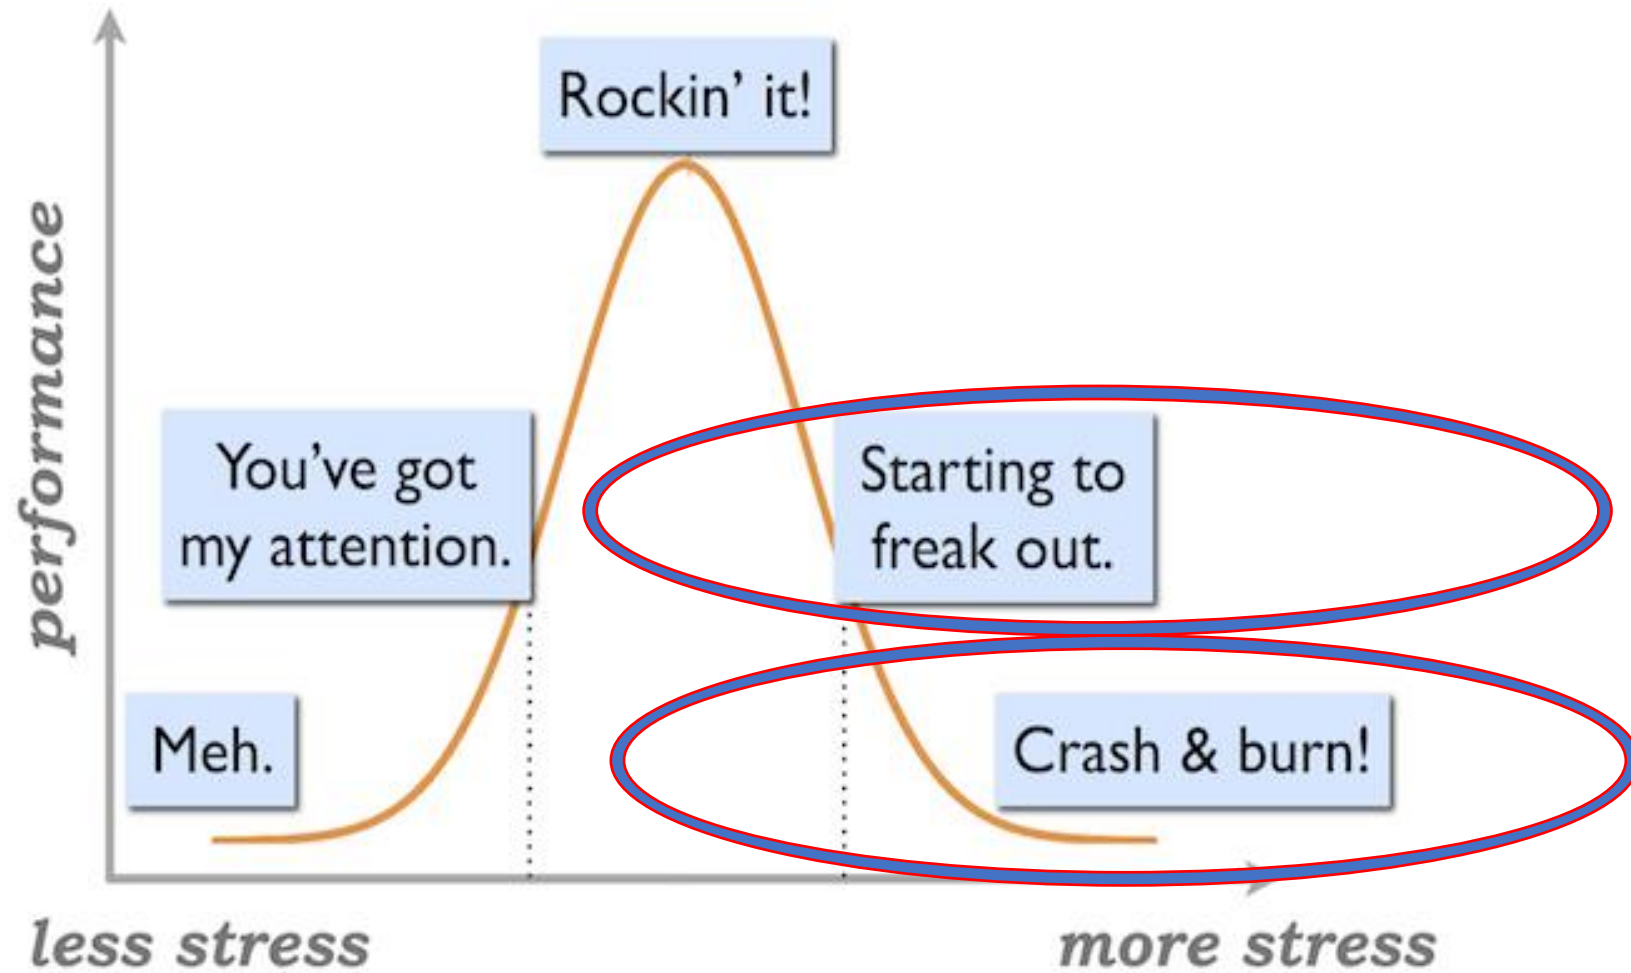 Rockin’ it!
performance
You’ve got
my attention.
Starting to
freak out.
Meh.
Crash & burn!
less stress
more stress